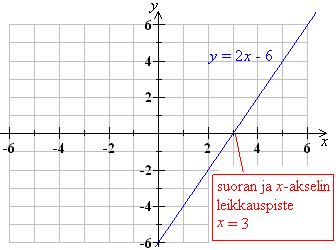 y
6
4
y = 2x - 6
2
-6
-4
-2
2
4
6
x
-2
suoran ja x-akselin
leikkauspiste
x = 3
-4
-6